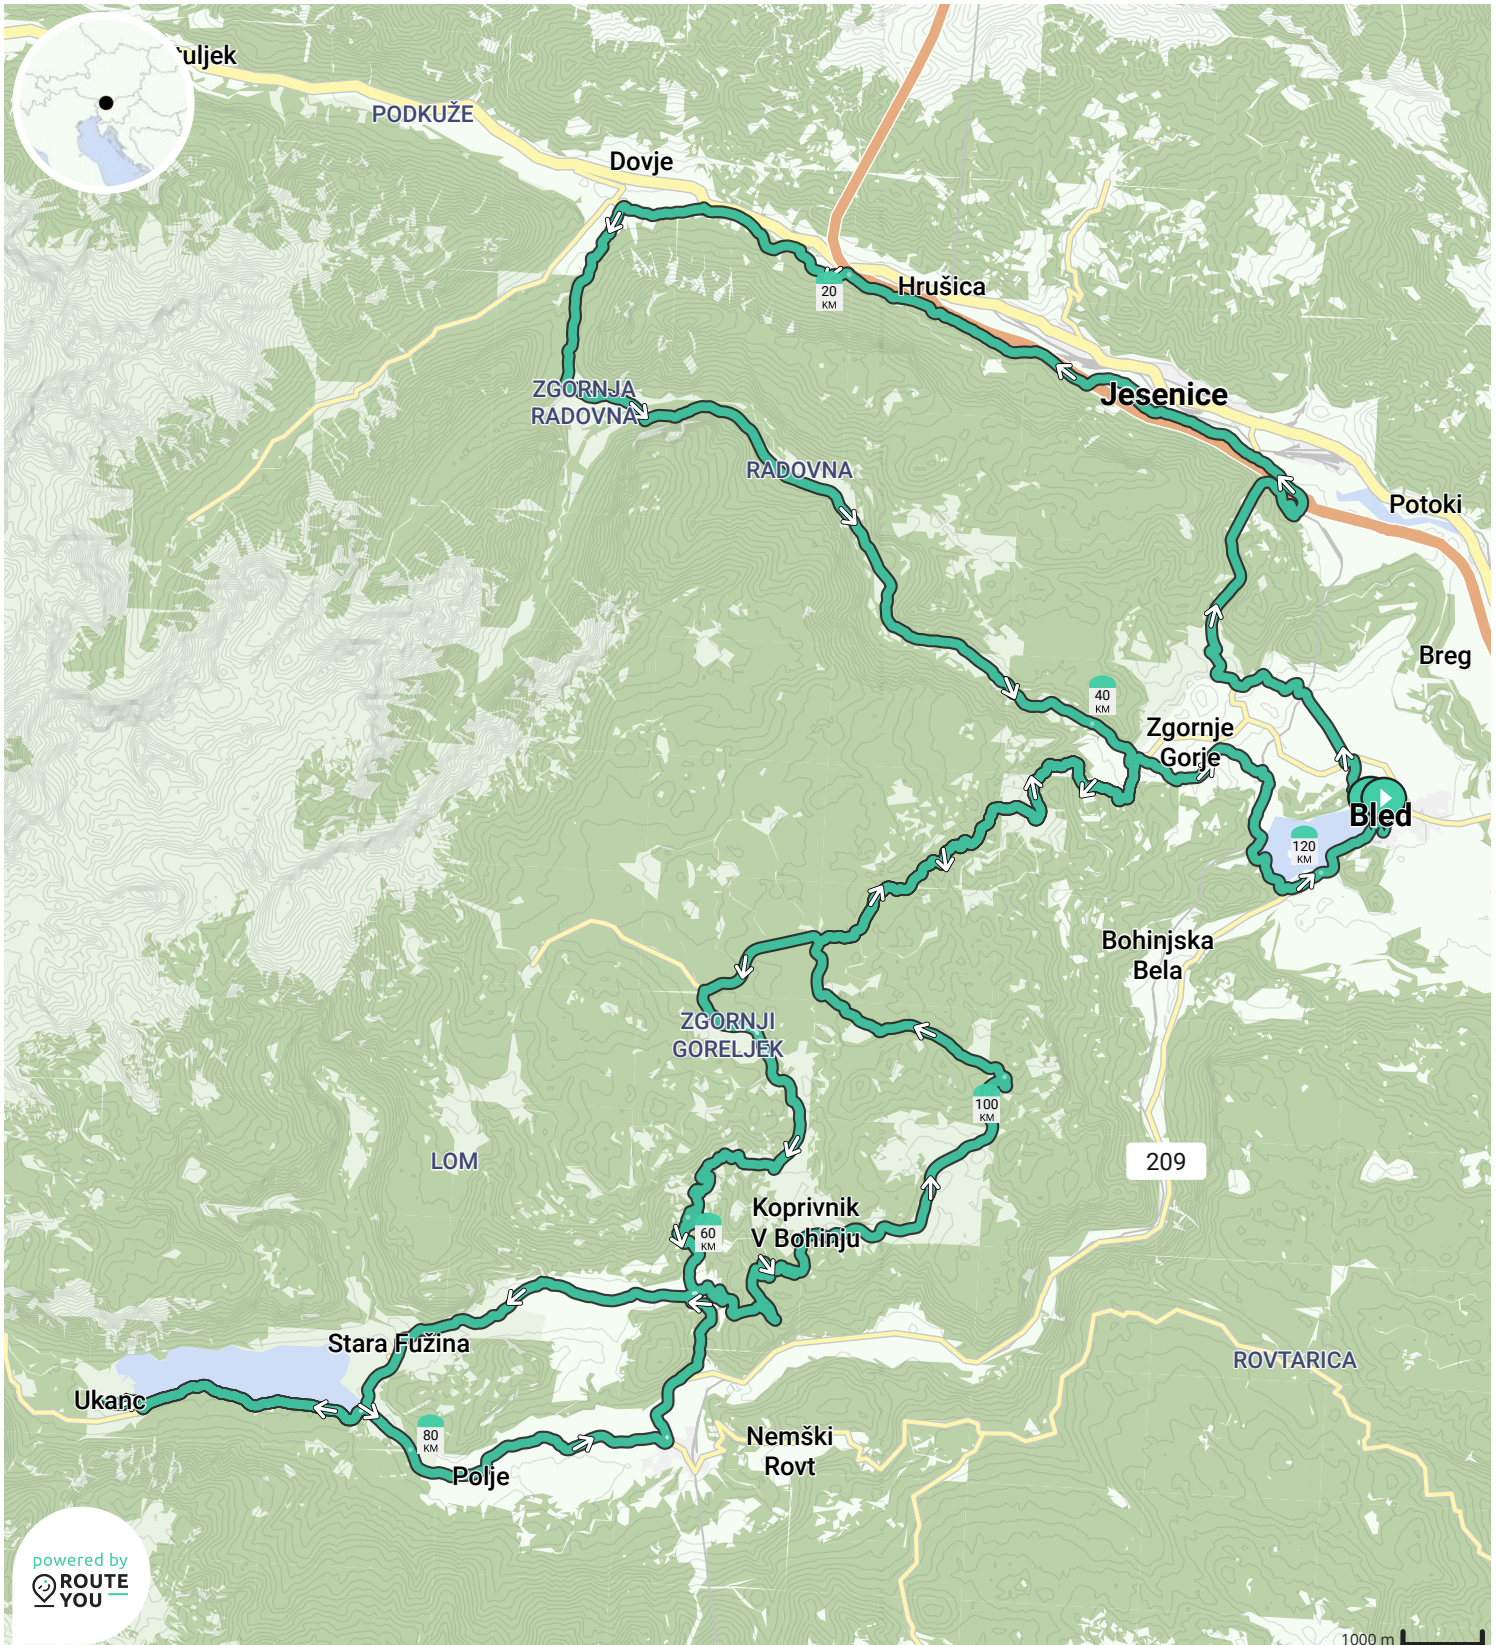 uljek
PODKUŽE
Dovje
Hrušica
20
KM
Jesenice
ZGORNJA
RADOVNA
RADOVNA
Potoki
Breg
40
KM
Zgornje
Gorje
Bled
120
KM
Bohinjska
Bela
ZGORNJI
GORELJEK
100
KM
LOM
209
Koprivnik
V Bohinju
60
KM
Stara Fužina
ROVTARICA
Ukanc
80
KM
Nemški
Rovt
Polje
powered by
ROUTE
YOU
1000 m